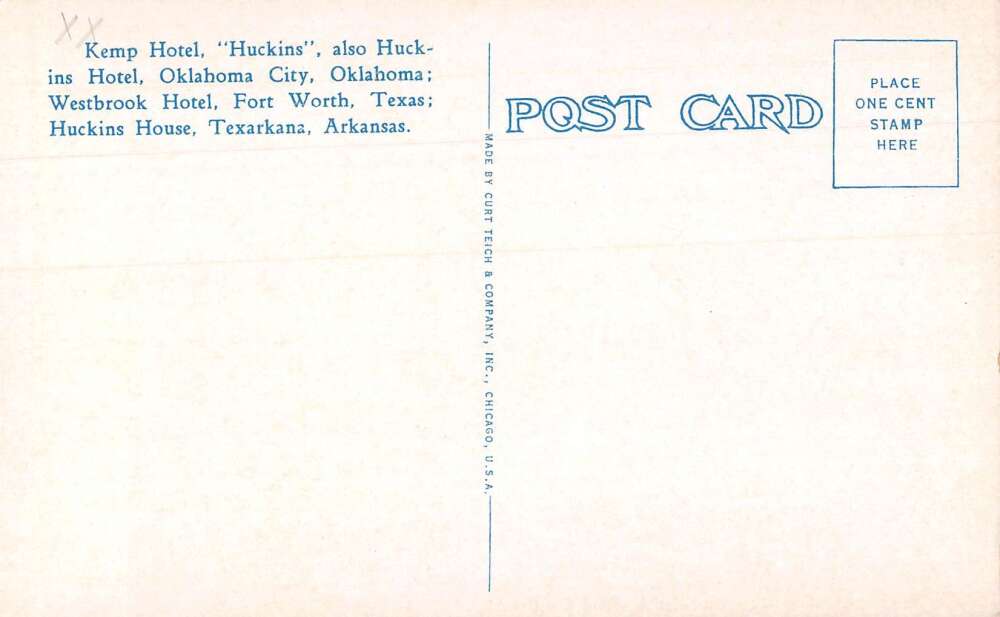 XX
Kemp Hotel, "Huckins", also Huck-
ins Hotel, Oklahoma City, Oklahoma;
Westbrook Hotel, Fort Worth, Texas;
Huckins House, Texarkana, Arkansas.
MADE BY CURT TEICH & COMPANY, INC., CHICAGO, U.S.A.
POST CARD
PLACE
ONE CENT
STAMP
HERE